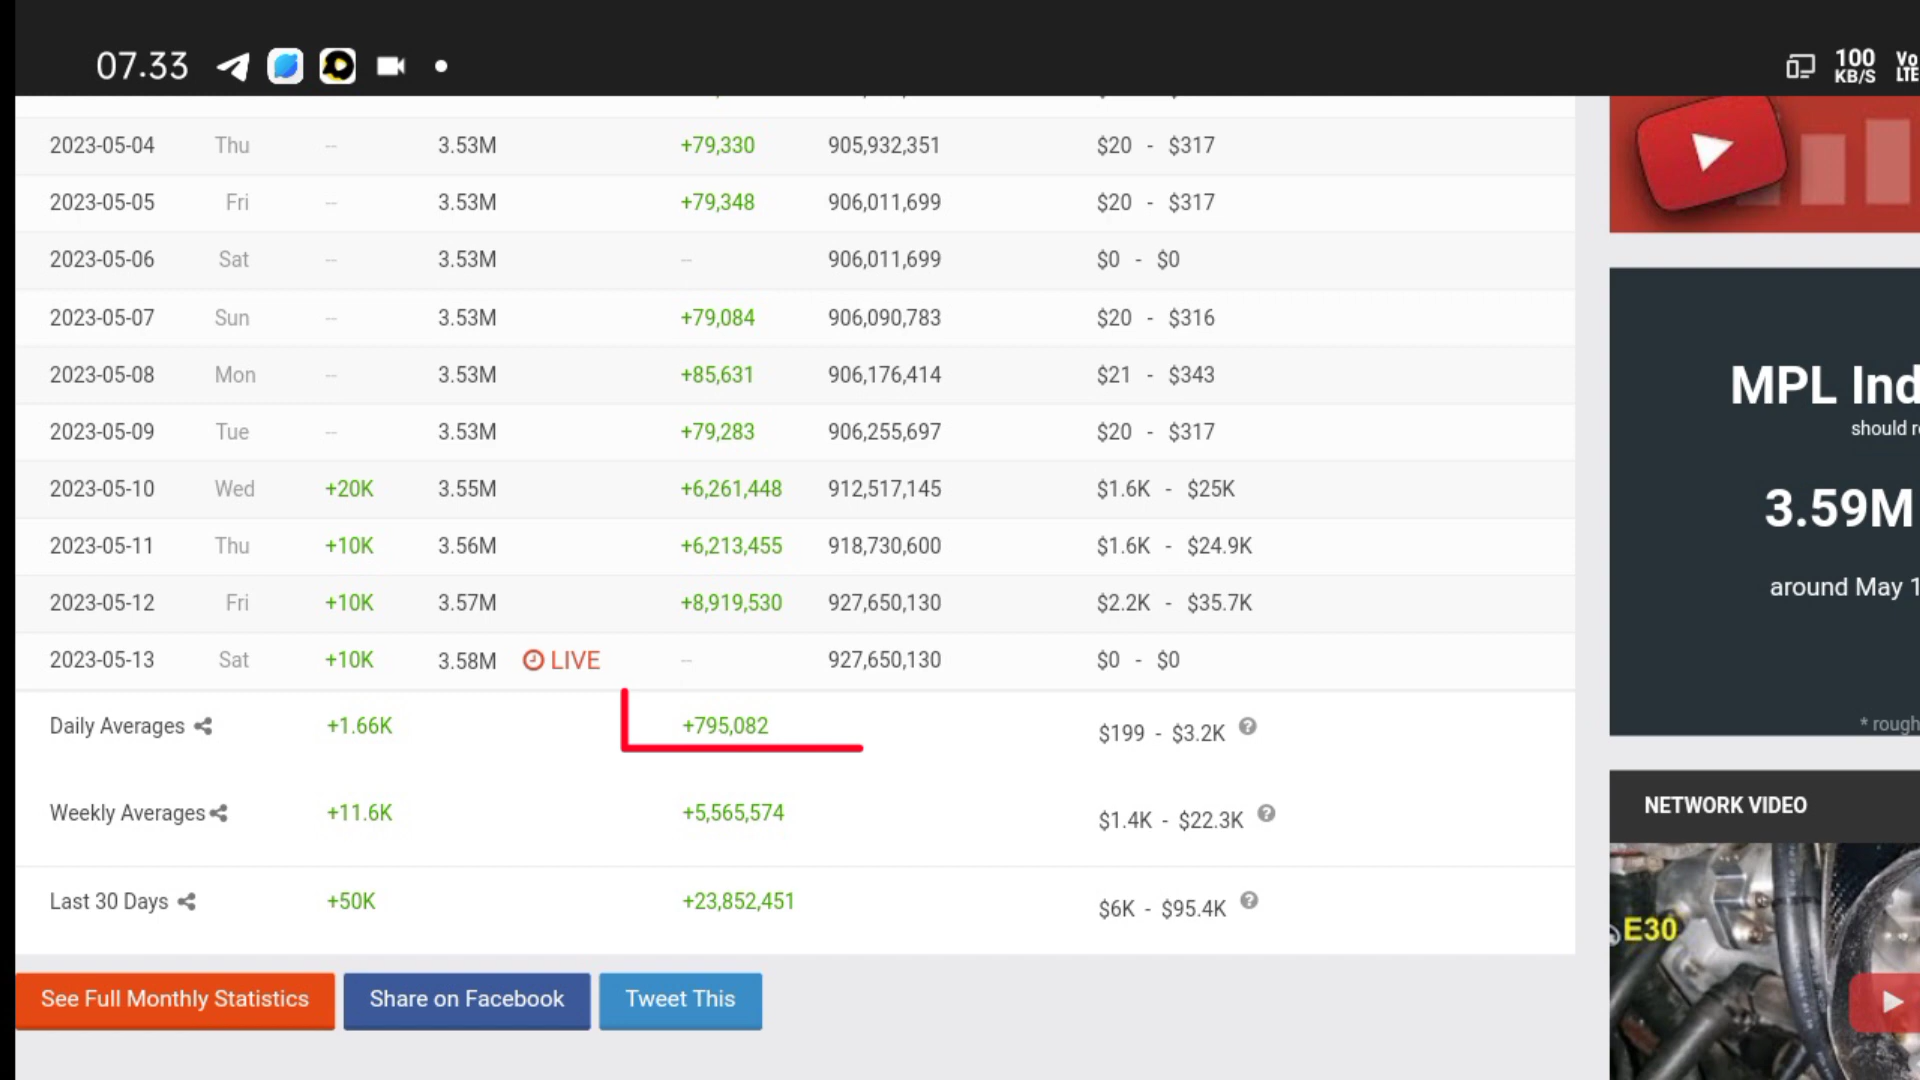 07.33
100 KB/S
Vo LTE
2023-05-04 Thu -- 3.53M +79,330 905,932,351 $20 - $317
2023-05-05 Fri -- 3.53M +79,348 906,011,699 $20 - $317
2023-05-06 Sat -- 3.53M -- 906,011,699 $0 - $0
2023-05-07 Sun -- 3.53M +79,084 906,090,783 $20 - $316
2023-05-08 Mon -- 3.53M +85,631 906,176,414 $21 - $343
2023-05-09 Tue -- 3.53M +79,283 906,255,697 $20 - $317
2023-05-10 Wed +20K 3.55M +6,261,448 912,517,145 $1.6K - $25K
2023-05-11 Thu +10K 3.56M +6,213,455 918,730,600 $1.6K - $24.9K
2023-05-12 Fri +10K 3.57M +8,919,530 927,650,130 $2.2K - $35.7K
2023-05-13 Sat +10K 3.58M LIVE -- 927,650,130 $0 - $0
Daily Averages +1.66K +795,082 $199 - $3.2K
Weekly Averages +11.6K +5,565,574 $1.4K - $22.3K
Last 30 Days +50K +23,852,451 $6K - $95.4K
See Full Monthly Statistics
Share on Facebook
Tweet This
MPL Ind
should r
3.59M
around May 1
* rough
NETWORK VIDEO
E30